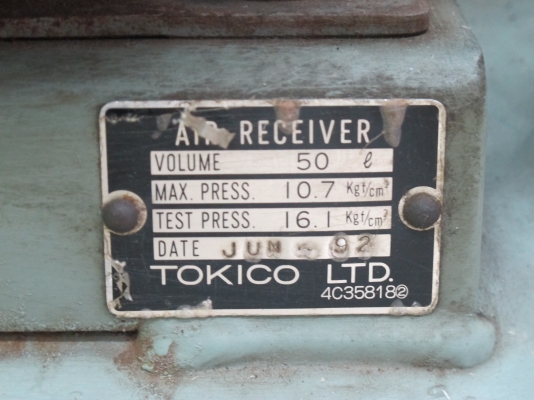 AIR RECEIVER
VOLUME 50 ℓ
MAX. PRESS. 10.7 Kgf/cm²
TEST PRESS. 16.1 Kgf/cm²
DATE JUN - 92
TOKICO LTD.
4C35818②